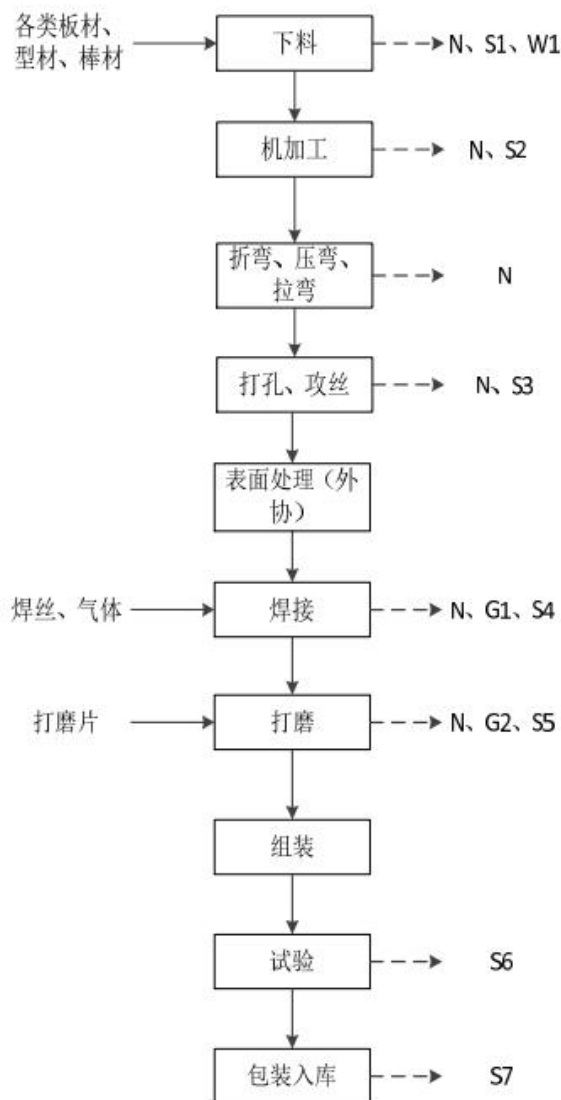 各类板材、
型材、棒材
下料
N、S1、W1
机加工
N、S2
折弯、压弯、
拉弯
N
打孔、攻丝
N、S3
表面处理（外
协）
焊丝、气体
焊接
N、G1、S4
打磨片
打磨
N、G2、S5
组装
试验
S6
包装入库
S7